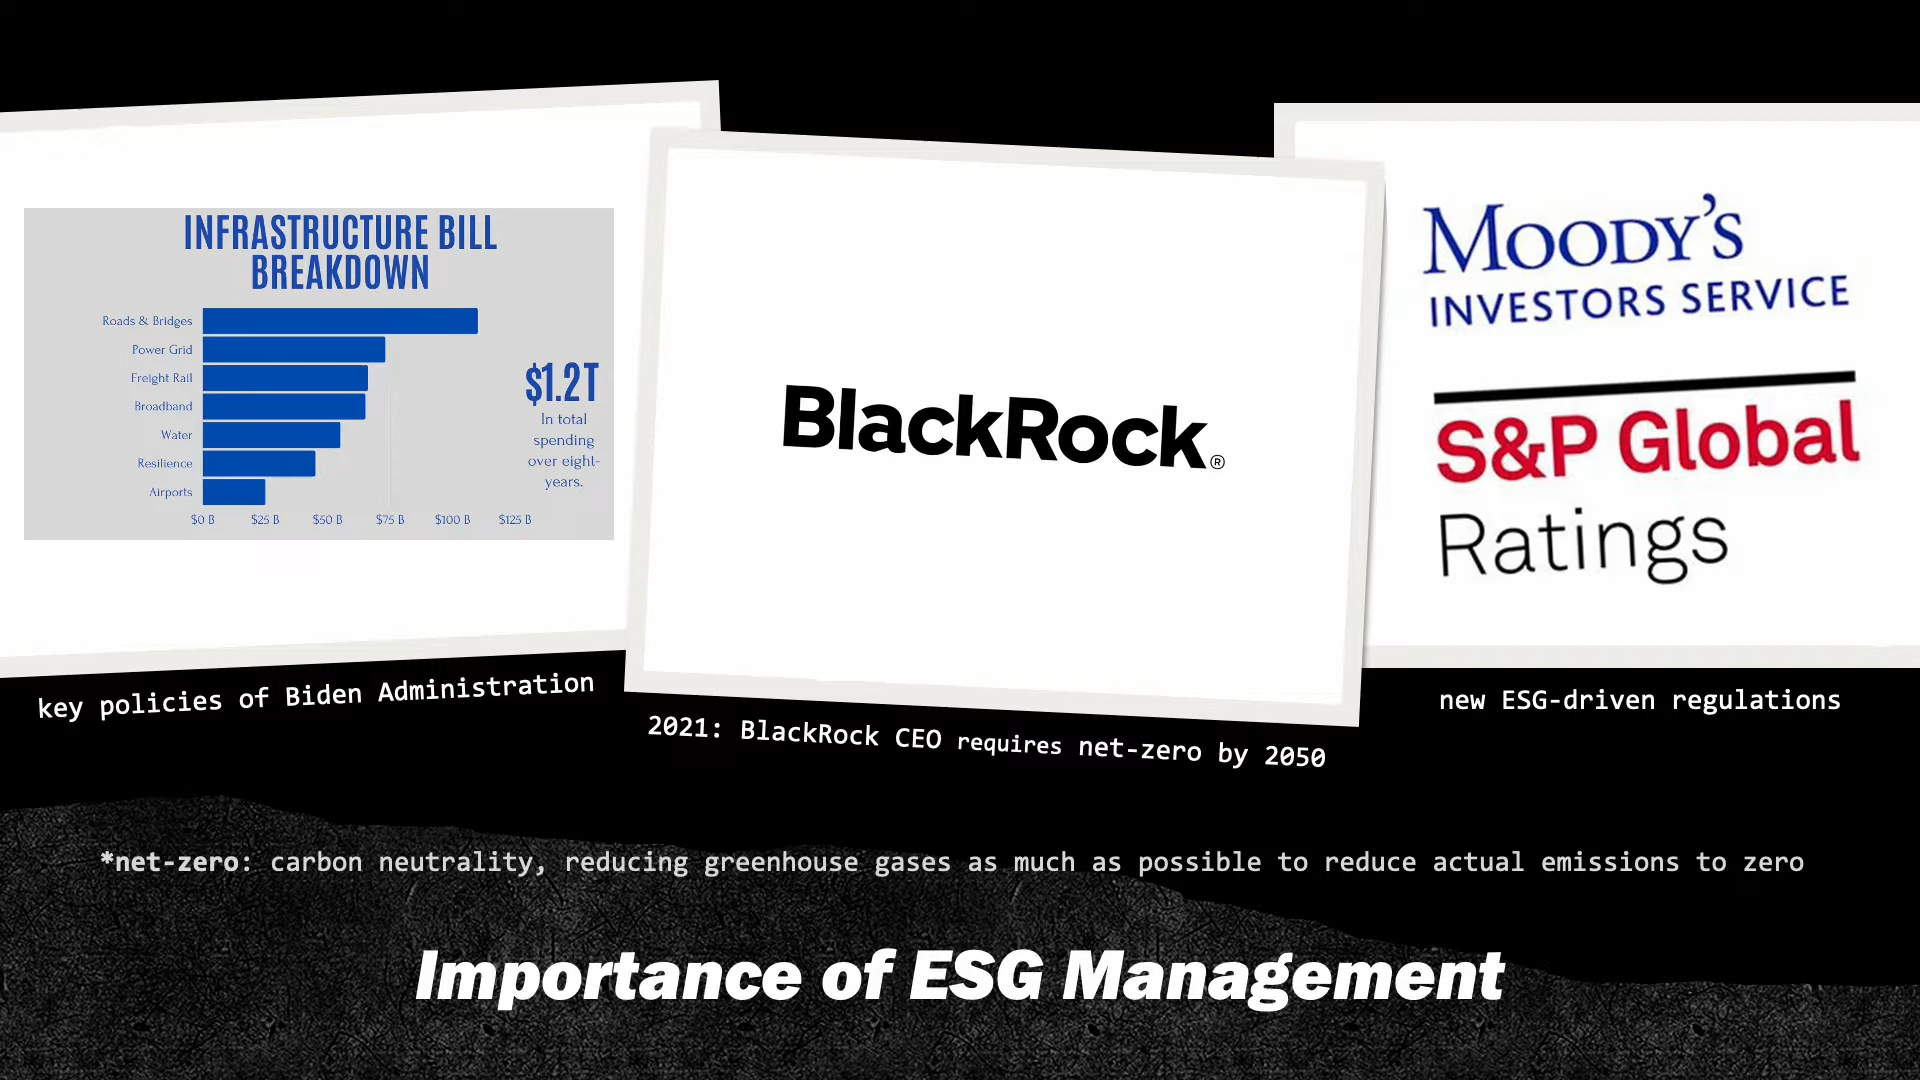 INFRASTRUCTURE BILL
BREAKDOWN
Roads & Bridges
Power Grid
Freight Rail
Broadband
Water
Resilience
Airports
$0 B $25 B $50 B $75 B $100 B $125 B
$1.2T
In total
spending
over eight-
years.
key policies of Biden Administration
BlackRock®
2021: BlackRock CEO requires net-zero by 2050
MOODY'S
INVESTORS SERVICE
S&P Global
Ratings
new ESG-driven regulations
*net-zero: carbon neutrality, reducing greenhouse gases as much as possible to reduce actual emissions to zero
Importance of ESG Management